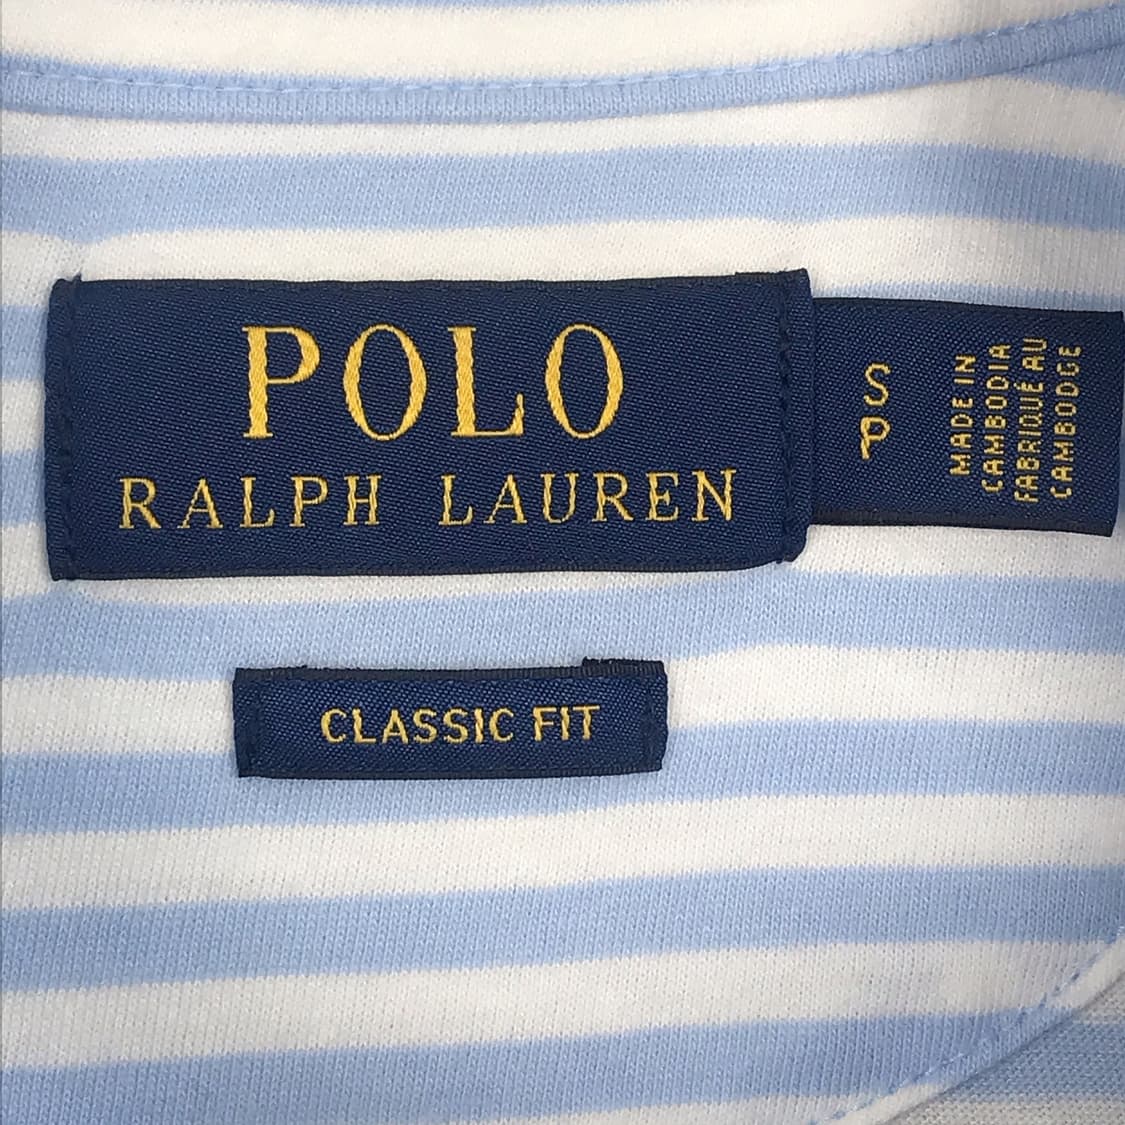 POLO
RALPH LAUREN
S
P
MADE IN
CAMBODIA
FABRIQUÉ AU
CAMBODGE
CLASSIC FIT